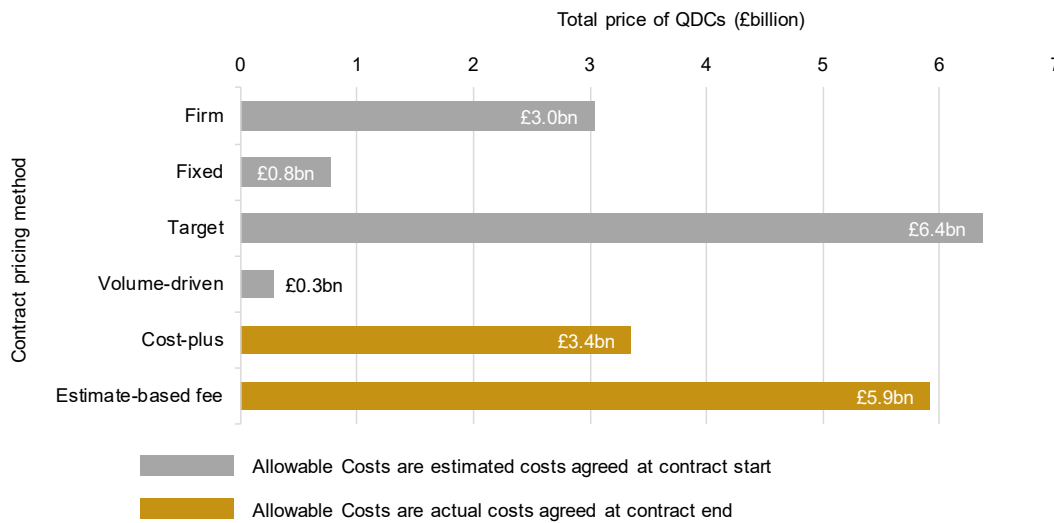 Total price of QDCs (£billion)
0 1 2 3 4 5 6 7
Contract pricing method
Firm £3.0bn
Fixed £0.8bn
Target £6.4bn
Volume-driven £0.3bn
Cost-plus £3.4bn
Estimate-based fee £5.9bn
Allowable Costs are estimated costs agreed at contract start
Allowable Costs are actual costs agreed at contract end